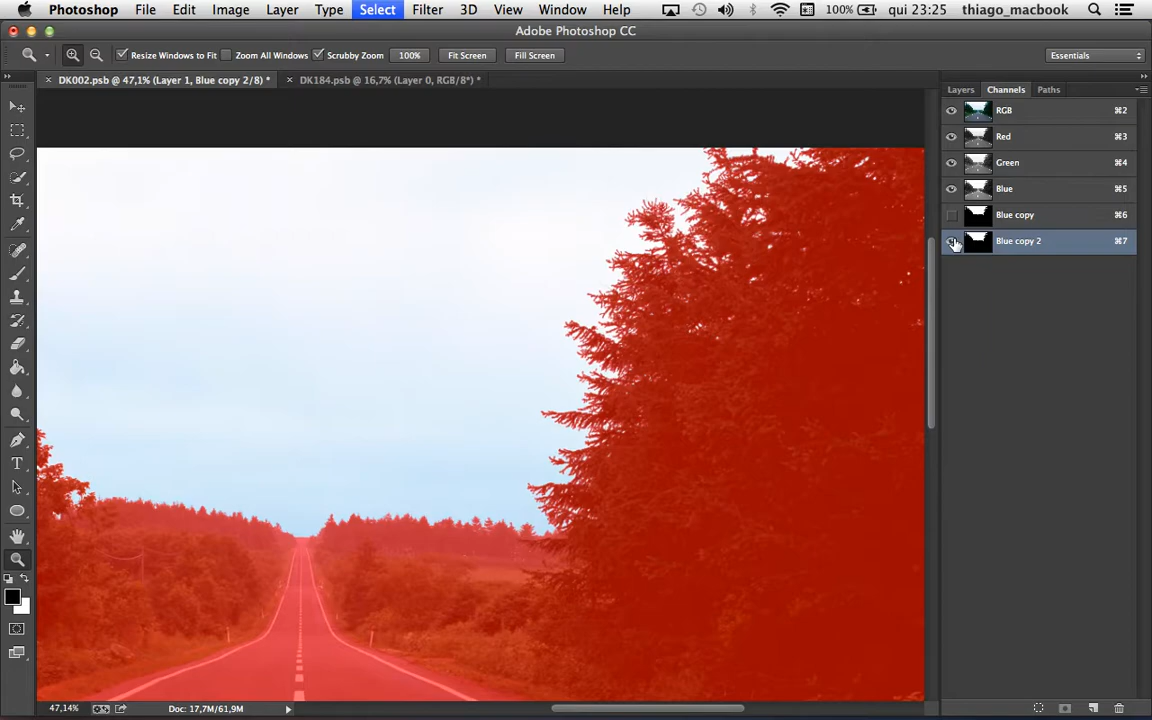 Photoshop File Edit Image Layer Type Select Filter 3D View Window Help 100% qui 23:25 thiago_macbook
Adobe Photoshop CC
Resize Windows to Fit Zoom All Windows Scrubby Zoom 100% Fit Screen Fill Screen Essentials
DK002.psb @ 47,1% (Layer 1, Blue copy 2/8) * DK184.psb @ 16,7% (Layer 0, RGB/8*) *
Layers Channels Paths
RGB ⌘2
Red ⌘3
Green ⌘4
Blue ⌘5
Blue copy ⌘6
Blue copy 2 ⌘7
47,14% Doc: 17,7M/61,9M